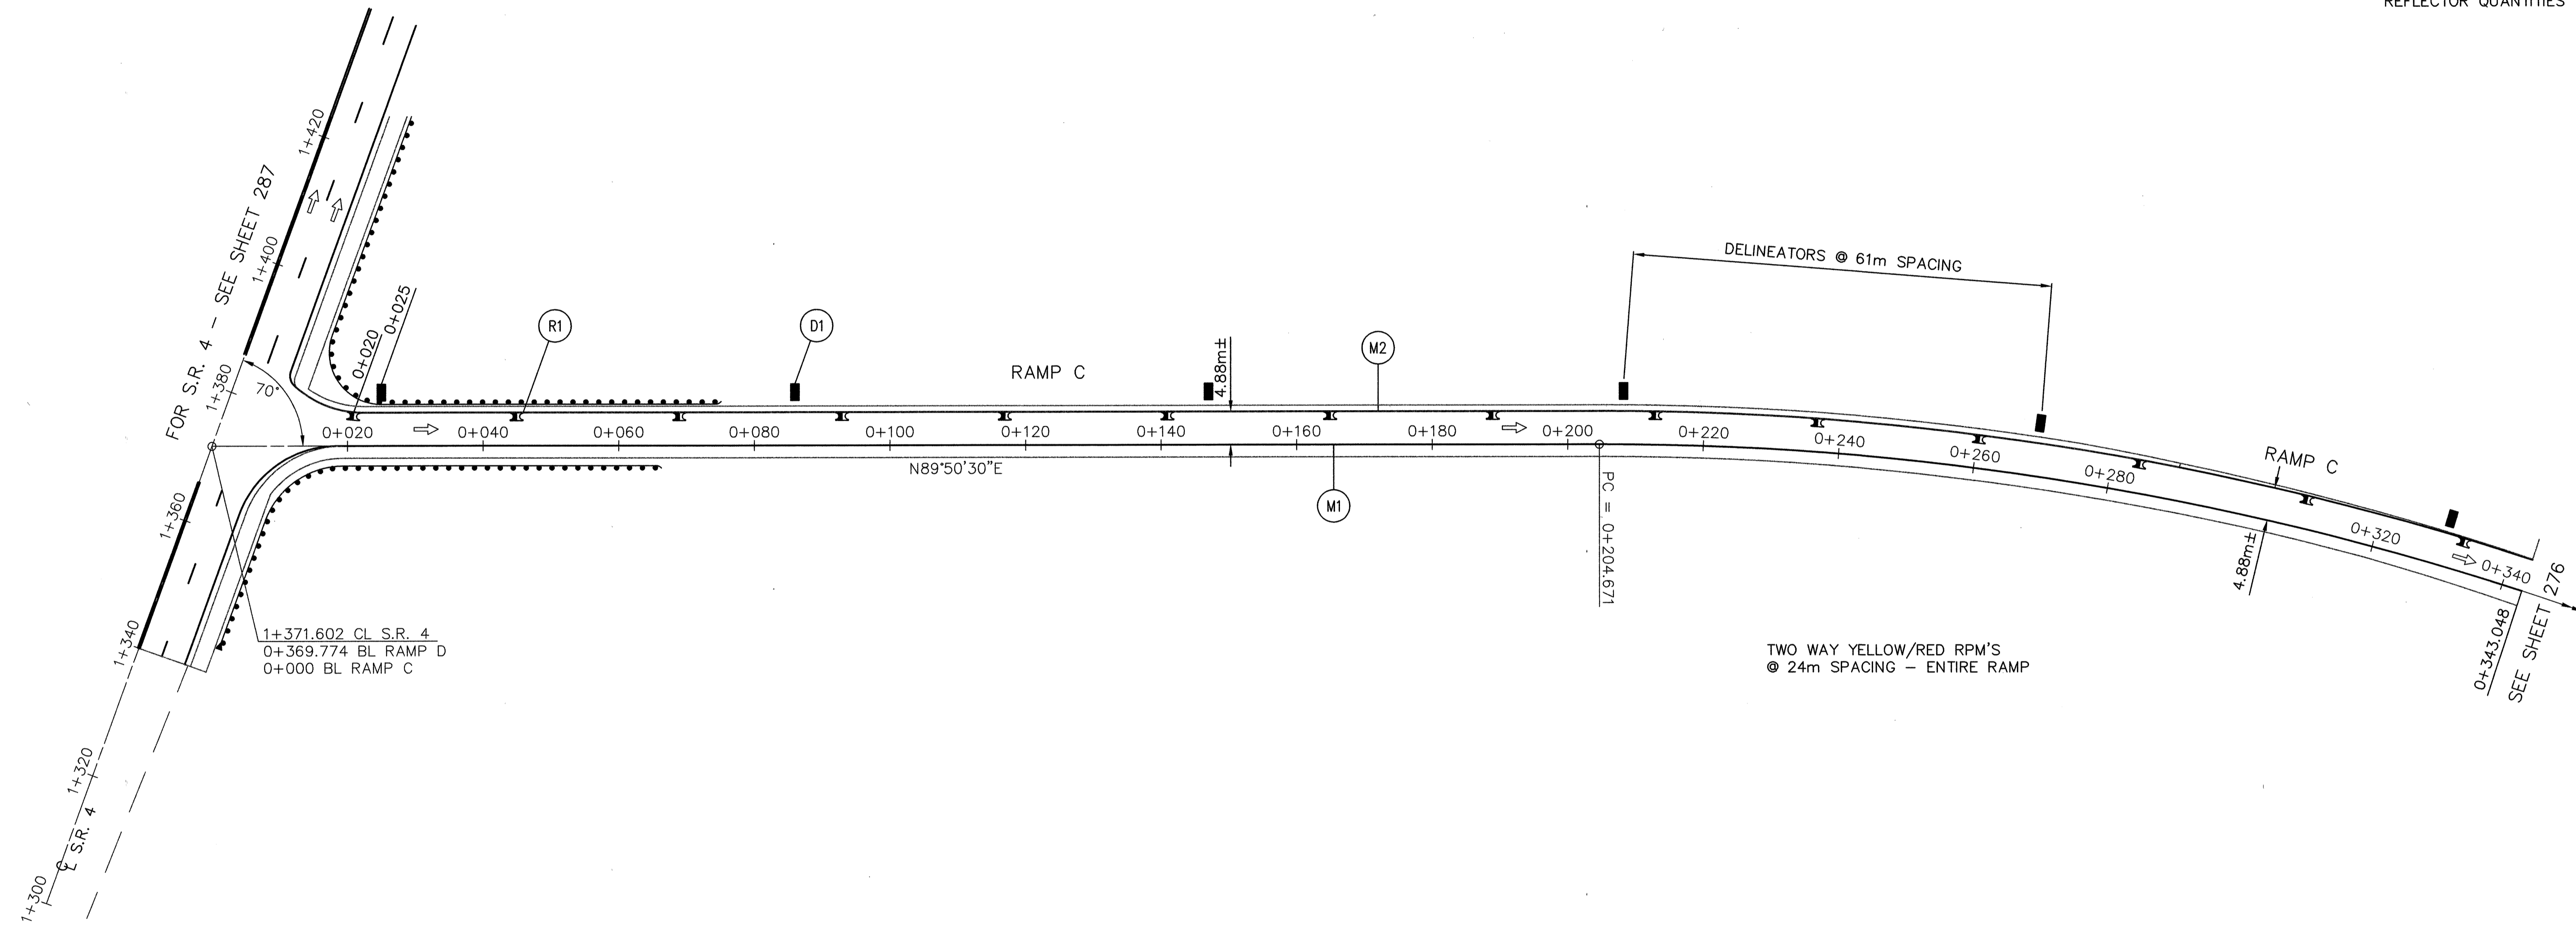 REFLECTOR QUANTITIES
1+420
FOR S.R. 4 - SEE SHEET 287
1+400
1+380
70°
0+020
0+025
R1
D1
RAMP C
4.88m±
M2
DELINEATORS @ 61m SPACING
0+020
0+040
0+060
0+080
0+100
0+120
0+140
0+160
0+180
0+200
0+220
0+240
0+260
0+280
RAMP C
0+320
0+340
N89°50'30"E
M1
PC = 0+204.671
4.88m±
1+360
1+340
1+371.602 CL S.R. 4
0+369.774 BL RAMP D
0+000 BL RAMP C
TWO WAY YELLOW/RED RPM'S
@ 24m SPACING - ENTIRE RAMP
0+343.048
SEE SHEET 276
1+320
CL S.R. 4
1+300